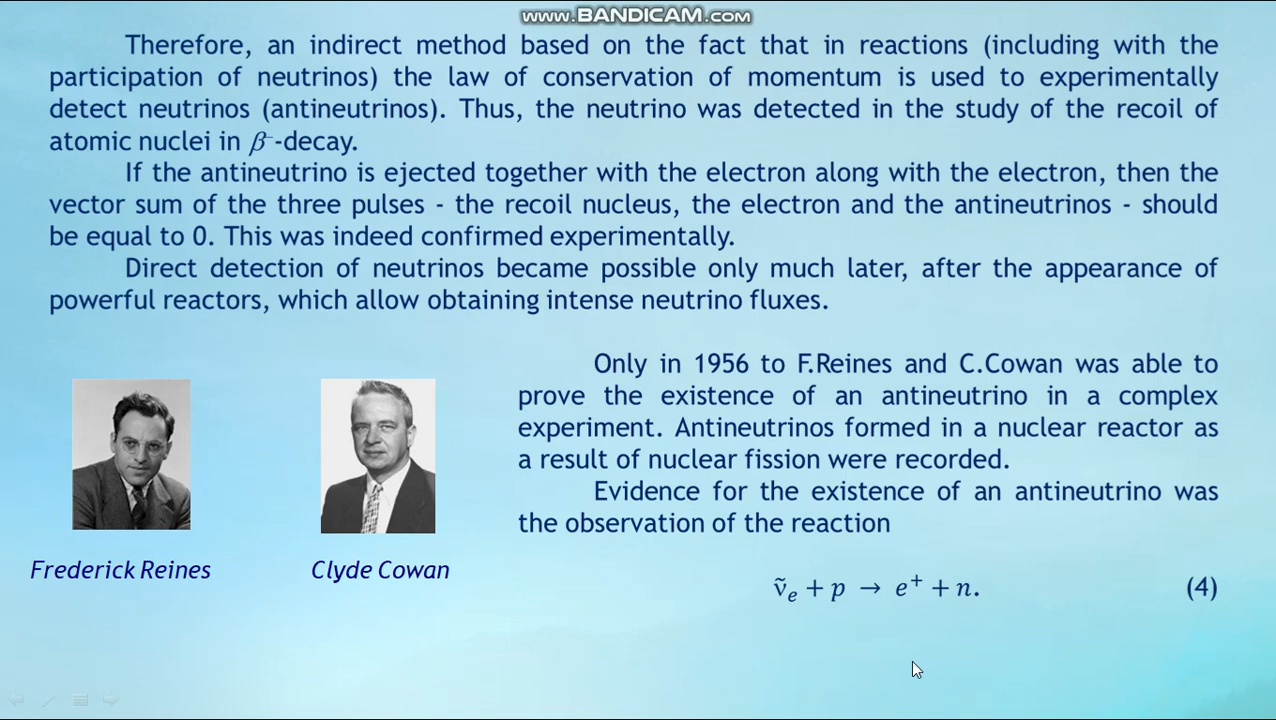 www.BANDICAM.com
Therefore, an indirect method based on the fact that in reactions (including with the
participation of neutrinos) the law of conservation of momentum is used to experimentally
detect neutrinos (antineutrinos). Thus, the neutrino was detected in the study of the recoil of
atomic nuclei in β⁻-decay.
If the antineutrino is ejected together with the electron along with the electron, then the
vector sum of the three pulses - the recoil nucleus, the electron and the antineutrinos - should
be equal to 0. This was indeed confirmed experimentally.
Direct detection of neutrinos became possible only much later, after the appearance of
powerful reactors, which allow obtaining intense neutrino fluxes.
Only in 1956 to F.Reines and C.Cowan was able to
prove the existence of an antineutrino in a complex
experiment. Antineutrinos formed in a nuclear reactor as
a result of nuclear fission were recorded.
Evidence for the existence of an antineutrino was
the observation of the reaction
ν̃ₑ + p → e⁺ + n. (4)
Frederick Reines
Clyde Cowan